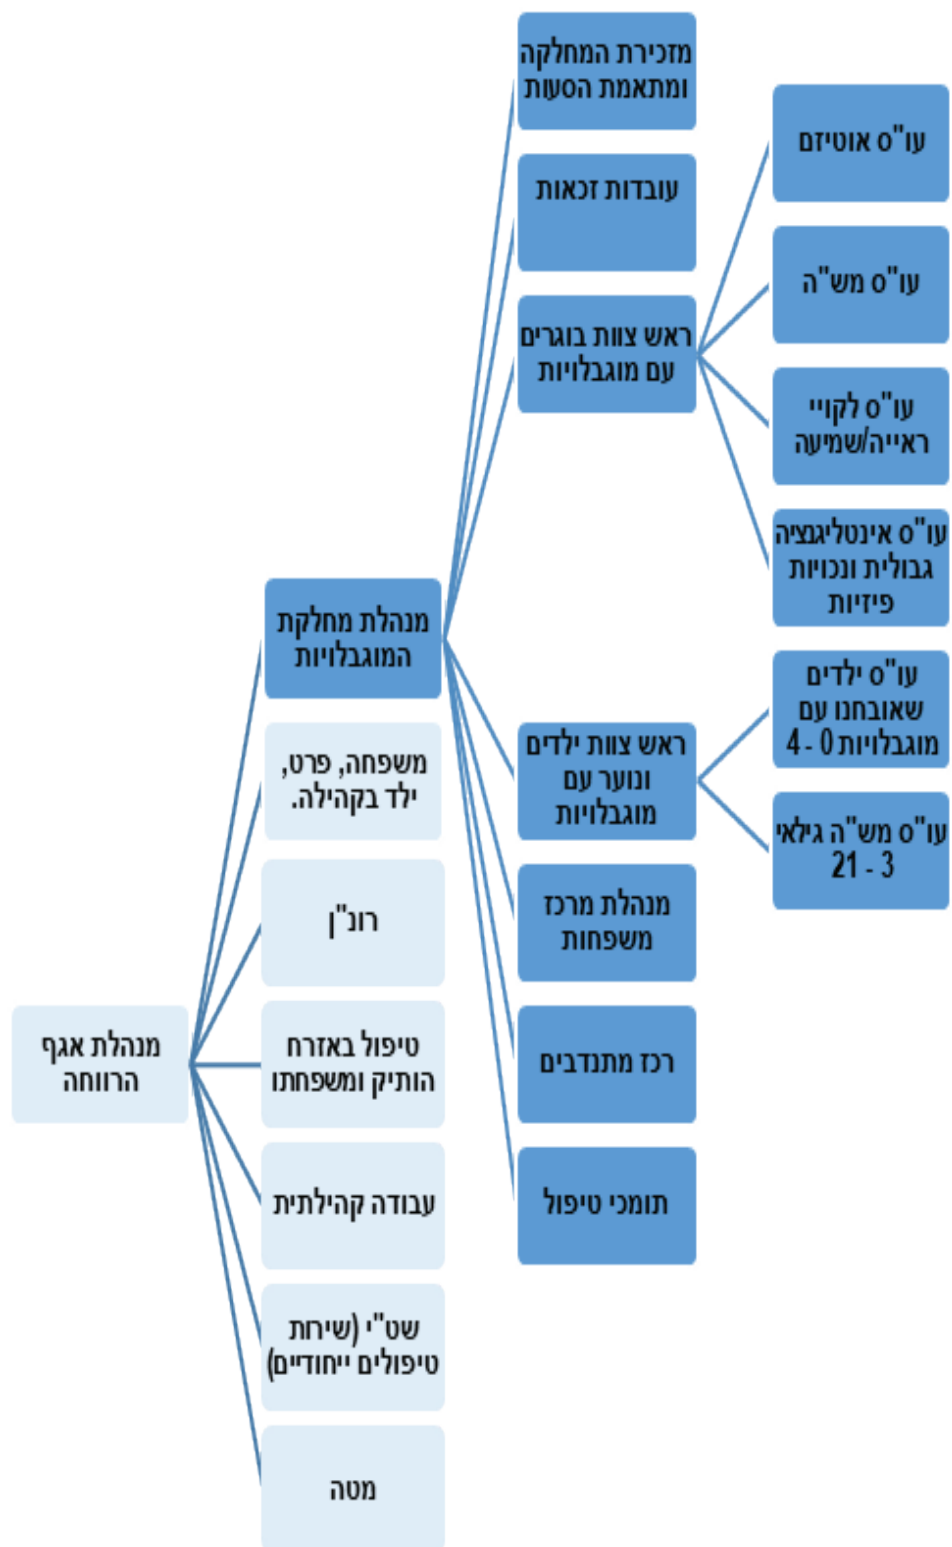 מזכירת המחלקה
ומתאמת הסעות
עובדות זכאות
ראש צוות בוגרים
עם מוגבלויות
עו"ס אוטיזם
עו"ס מש"ה
עו"ס לקויי
ראייה/שמיעה
עו"ס אינטליגנציה
גבולית ונכויות
פיזיות
מנהלת מחלקת
המוגבלויות
ראש צוות ילדים
ונוער עם
מוגבלויות
עו"ס ילדים
שאובחנו עם
מוגבלויות 0 - 4
עו"ס מש"ה גילאי
3 - 21
מנהלת מרכז
משפחות
רכז מתנדבים
תומכי טיפול
משפחה, פרט,
ילד בקהילה.
רונ"ן
מנהלת אגף
הרווחה
טיפול באזרח
הותיק ומשפחתו
עבודה קהילתית
שט"י (שירות
טיפולים ייחודיים)
מטה